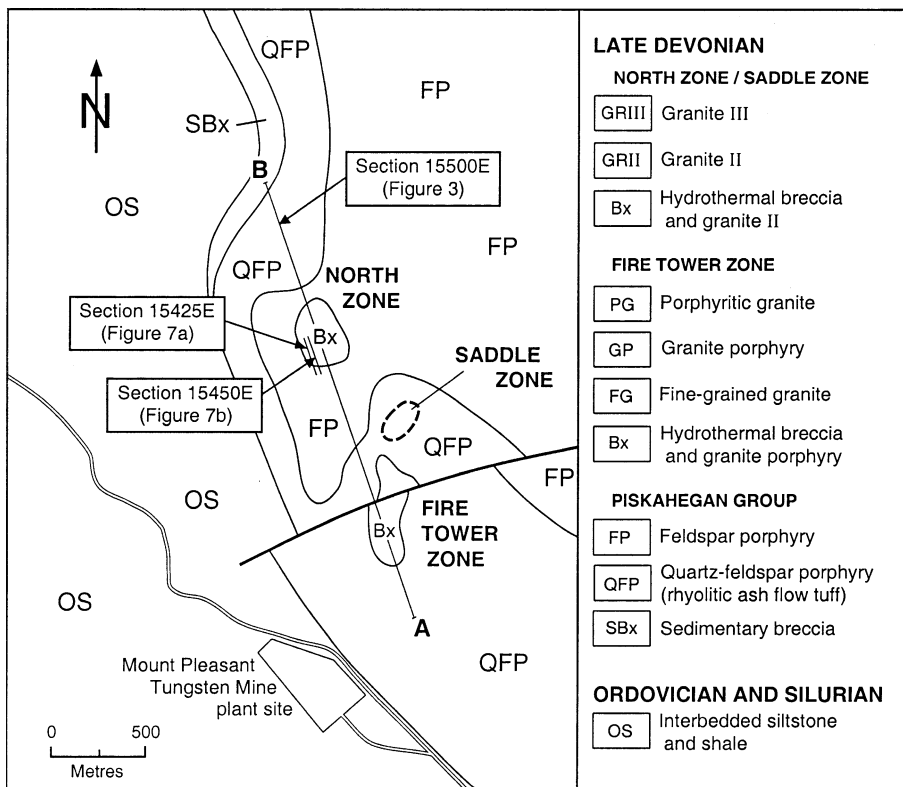 QFP
FP
N
SBx
B
Section 15500E
(Figure 3)
OS
FP
QFP
NORTH
ZONE
Section 15425E
(Figure 7a)
Bx
SADDLE
ZONE
Section 15450E
(Figure 7b)
FP
QFP
FP
OS
FIRE
TOWER
ZONE
Bx
OS
A
QFP
Mount Pleasant
Tungsten Mine
plant site
0 500
Metres
LATE DEVONIAN
NORTH ZONE / SADDLE ZONE
GRIII Granite III
GRII Granite II
Bx Hydrothermal breccia
and granite II
FIRE TOWER ZONE
PG Porphyritic granite
GP Granite porphyry
FG Fine-grained granite
Bx Hydrothermal breccia
and granite porphyry
PISKAHEGAN GROUP
FP Feldspar porphyry
QFP Quartz-feldspar porphyry
(rhyolitic ash flow tuff)
SBx Sedimentary breccia
ORDOVICIAN AND SILURIAN
OS Interbedded siltstone
and shale